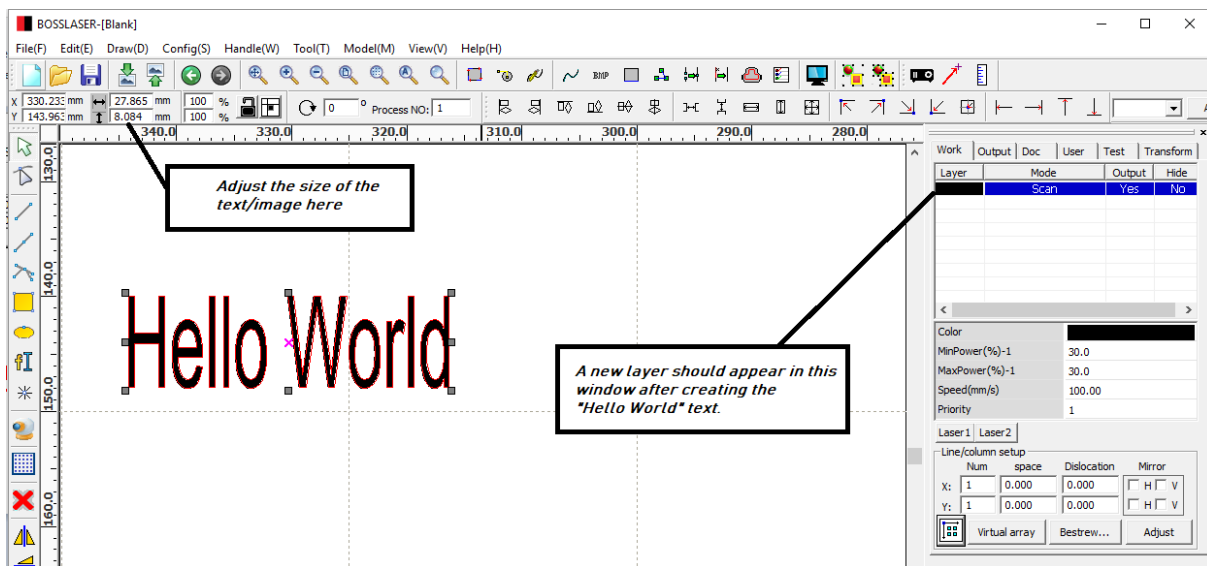 BOSSLASER-[Blank]
File(F) Edit(E) Draw(D) Config(S) Handle(W) Tool(T) Model(M) View(V) Help(H)
BMP
X 330.233 mm 27.865 mm 100 %
Y 143.963 mm 8.084 mm 100 %
0 ° Process NO: 1
340.0 330.0 320.0 310.0 300.0 290.0 280.0
130.0
140.0
150.0
160.0
Adjust the size of the
text/image here
Hello World
A new layer should appear in this
window after creating the
"Hello World" text.
Work Output Doc User Test Transform
Layer Mode Output Hide
Scan Yes No
Color
MinPower(%)-1 30.0
MaxPower(%)-1 30.0
Speed(mm/s) 100.00
Priority 1
Laser1 Laser2
Line/column setup
Num space Dislocation Mirror
X: 1 0.000 0.000 H V
Y: 1 0.000 0.000 H V
Virtual array Bestrew... Adjust